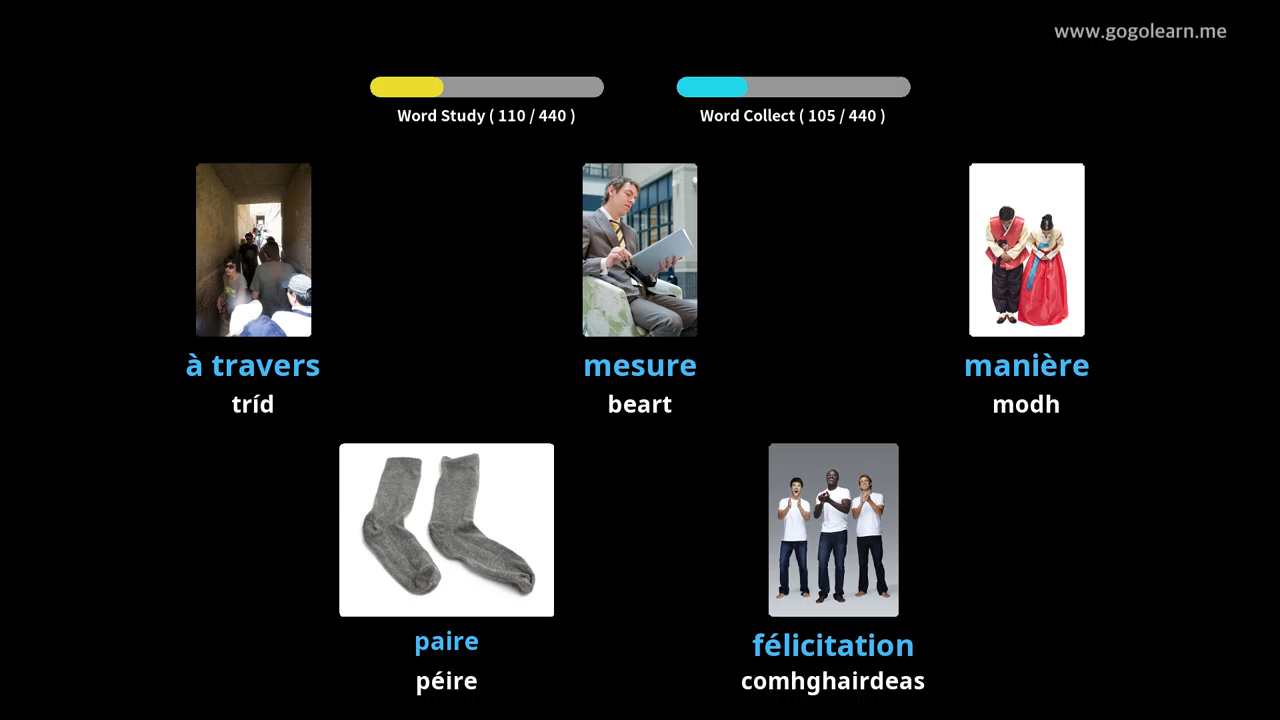 www.gogolearn.me
Word Study ( 110 / 440 )
Word Collect ( 105 / 440 )
à travers
mesure
manière
tríd
beart
modh
paire
félicitation
péire
comhghairdeas